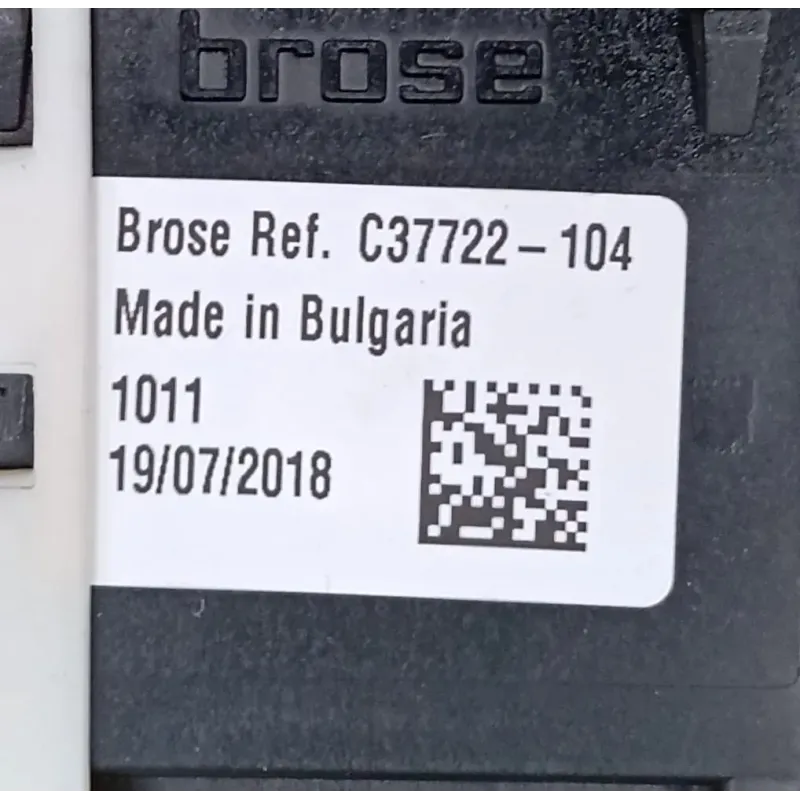 brose
Brose Ref. C37722-104
Made in Bulgaria
1011
19/07/2018